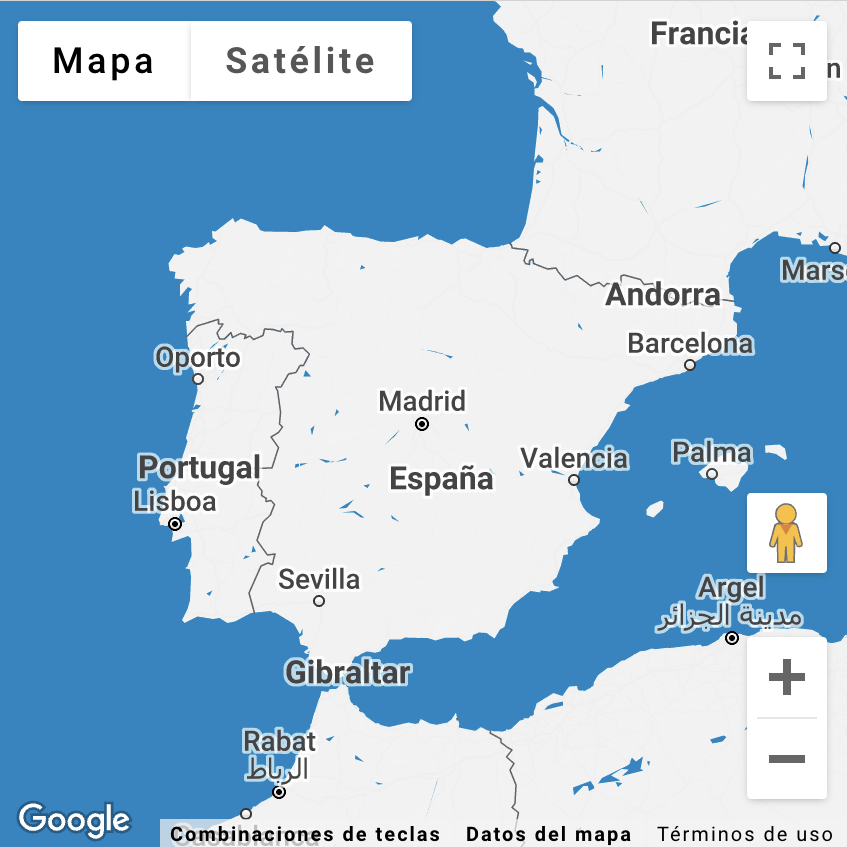 Mapa
Satélite
Francia
Marse
Andorra
Barcelona
Oporto
Madrid
Palma
Valencia
Portugal
España
Lisboa
Sevilla
Argel
مدينة الجزائر
Gibraltar
Rabat
الرباط
Casablanca
Google
Combinaciones de teclas
Datos del mapa
Términos de uso